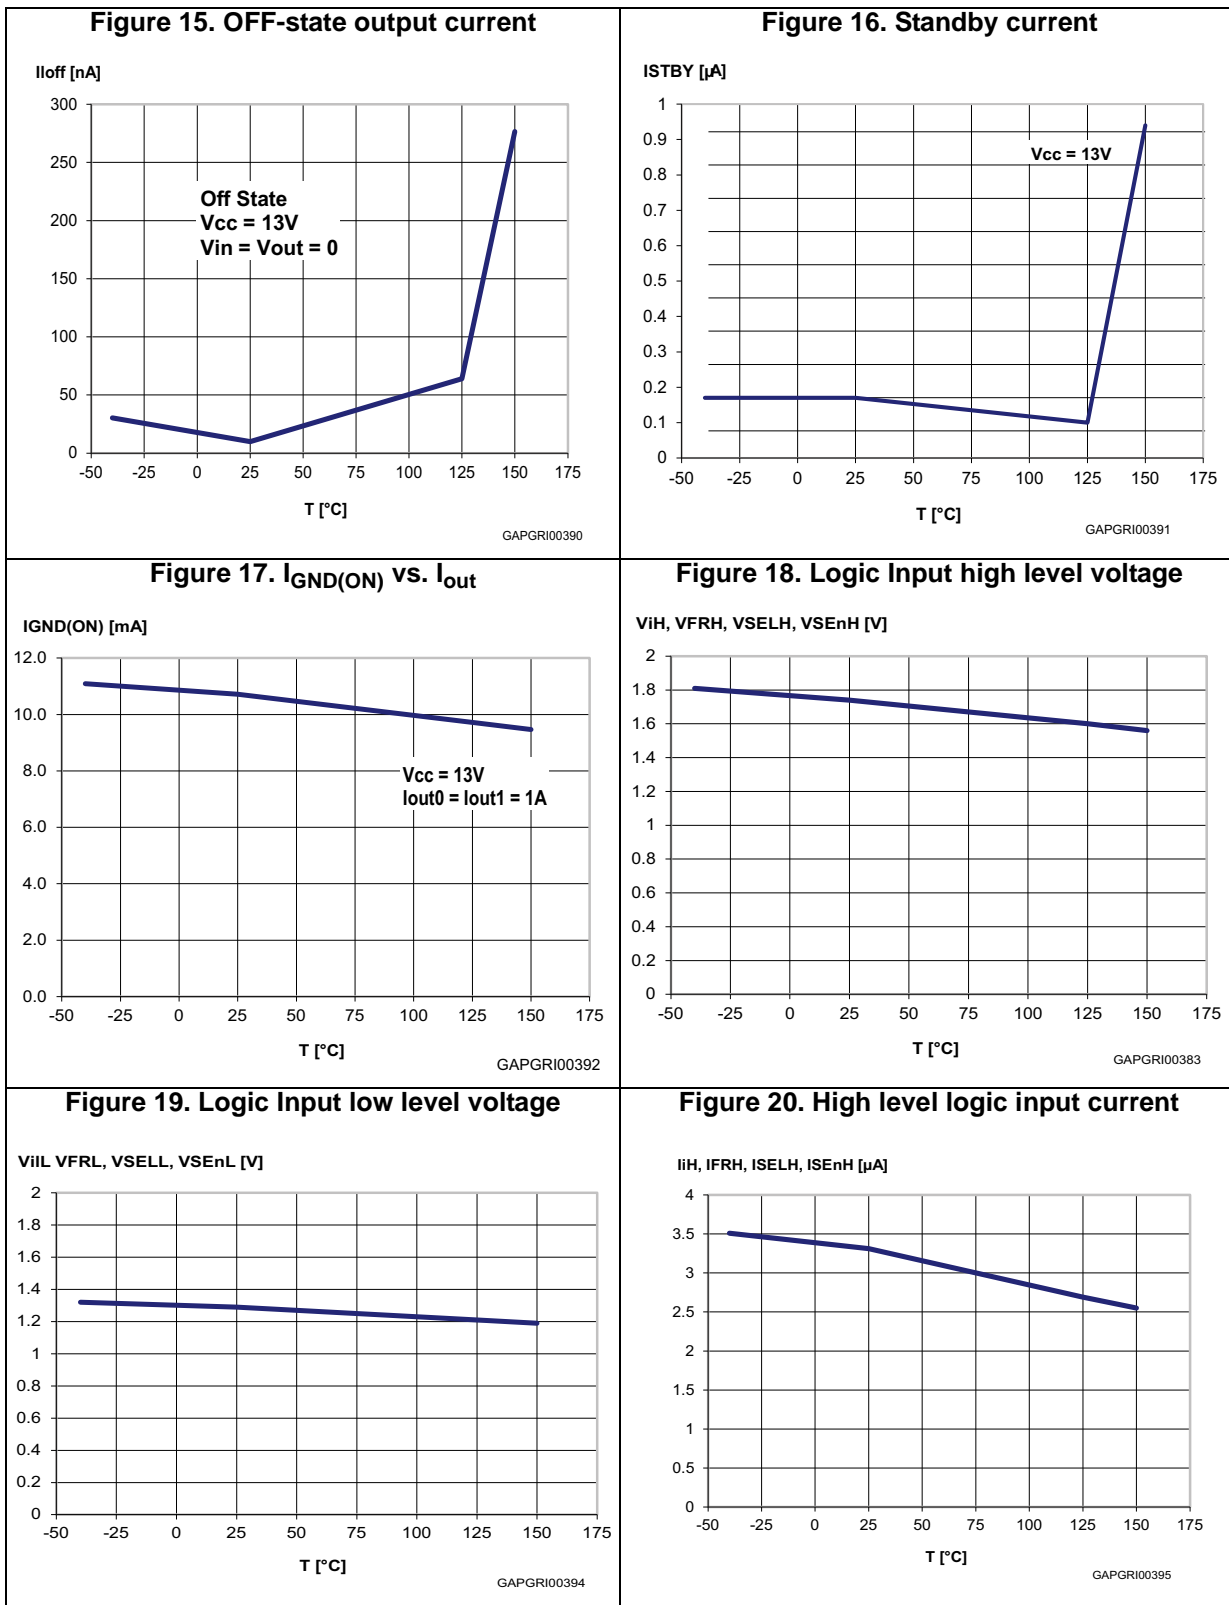 Figure 15. OFF-state output current
Iloff [nA]
300
250
200
150
100
50
0
Off State
Vcc = 13V
Vin = Vout = 0
-50 -25 0 25 50 75 100 125 150 175
T [°C]
GAPGRI00390
Figure 16. Standby current
ISTBY [µA]
1
0.9
0.8
0.7
0.6
0.5
0.4
0.3
0.2
0.1
0
Vcc = 13V
-50 -25 0 25 50 75 100 125 150 175
T [°C]
GAPGRI00391
Figure 17. IGND(ON) vs. Iout
IGND(ON) [mA]
12.0
10.0
8.0
6.0
4.0
2.0
0.0
Vcc = 13V
Iout0 = Iout1 = 1A
-50 -25 0 25 50 75 100 125 150 175
T [°C]
GAPGRI00392
Figure 18. Logic Input high level voltage
ViH, VFRH, VSELH, VSEnH [V]
2
1.8
1.6
1.4
1.2
1
0.8
0.6
0.4
0.2
0
-50 -25 0 25 50 75 100 125 150 175
T [°C]
GAPGRI00383
Figure 19. Logic Input low level voltage
VilL VFRL, VSELL, VSEnL [V]
2
1.8
1.6
1.4
1.2
1
0.8
0.6
0.4
0.2
0
-50 -25 0 25 50 75 100 125 150 175
T [°C]
GAPGRI00394
Figure 20. High level logic input current
IiH, IFRH, ISELH, ISEnH [µA]
4
3.5
3
2.5
2
1.5
1
0.5
0
-50 -25 0 25 50 75 100 125 150 175
T [°C]
GAPGRI00395